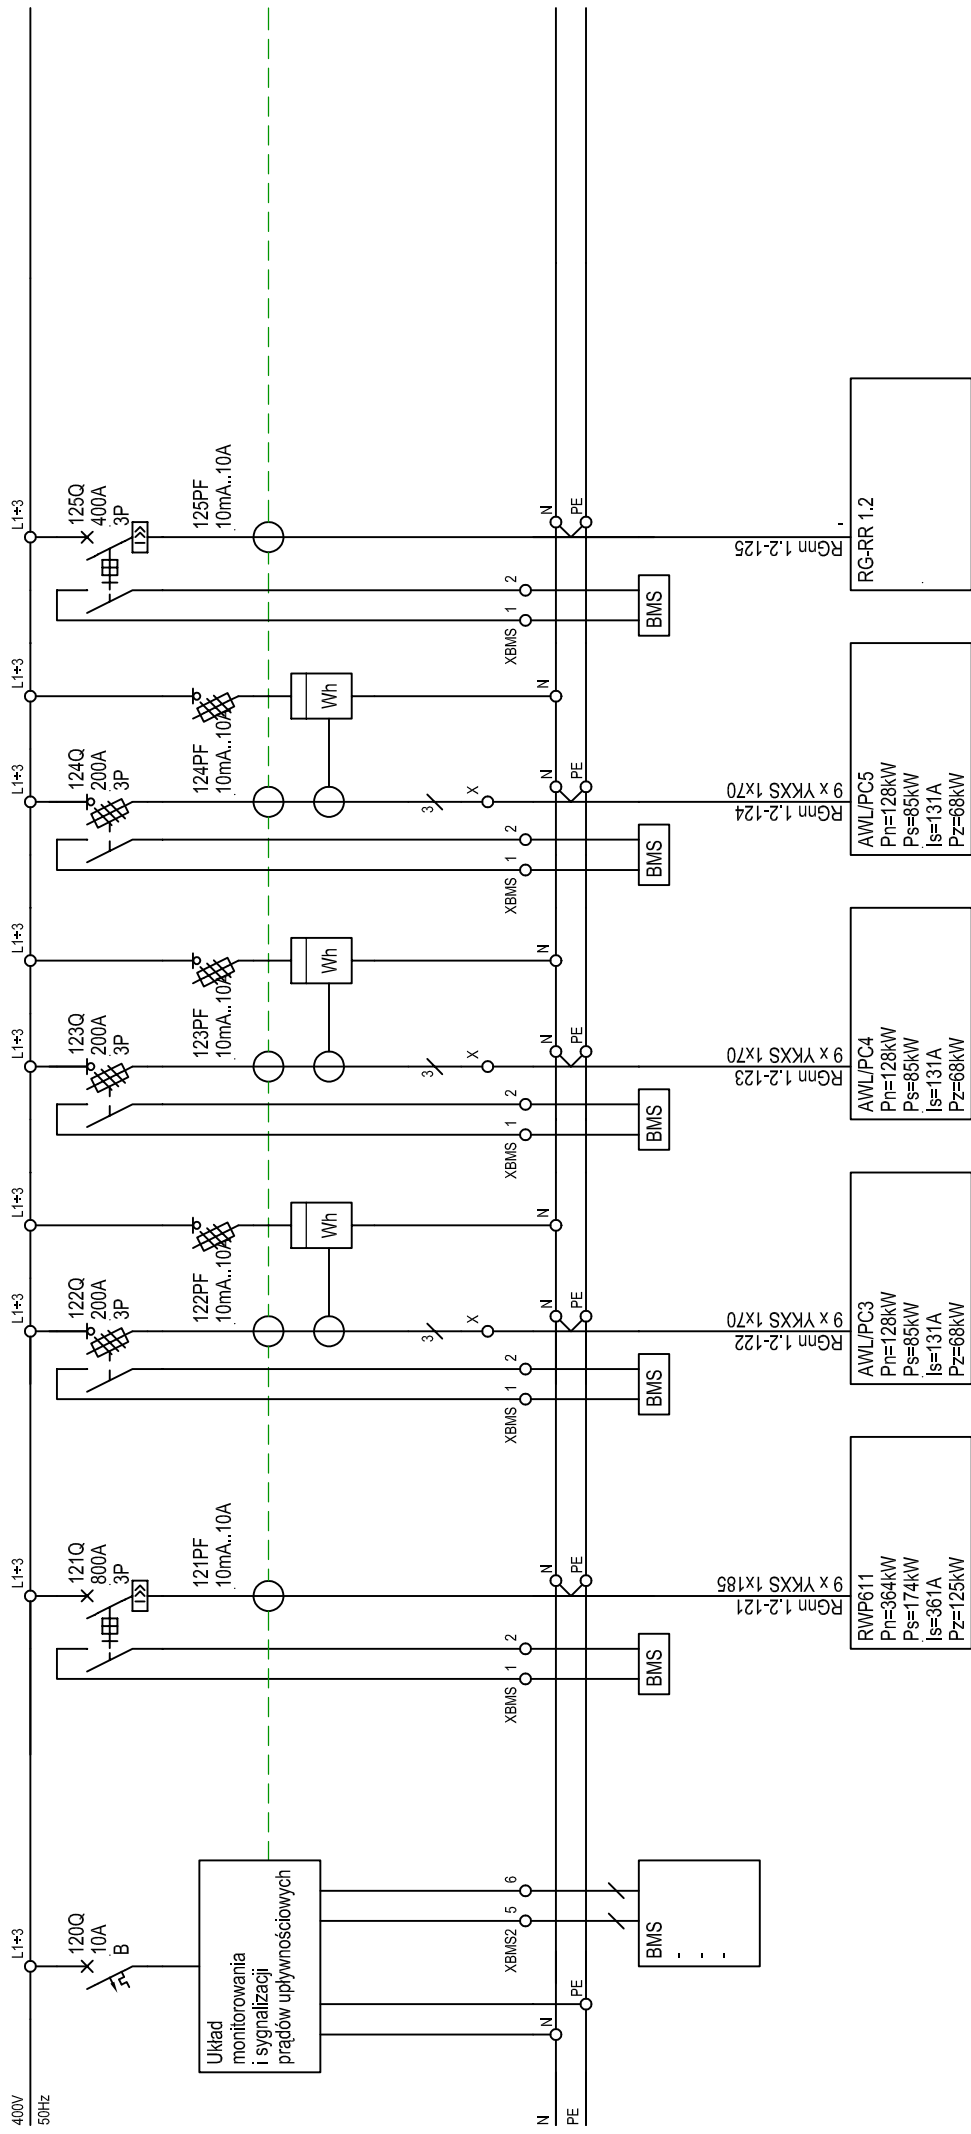 400V
50Hz
L1÷3
120Q
10A
B
Układ
monitorowania
i sygnalizacji
prądów upływnościowych
N
PE
N
PE
XBMS2
5
6
BMS
-
-
-
L1÷3
121Q
800A
3P
I>>
121PF
10mA..10A
XBMS
1
2
BMS
N
PE
RGnn 1.2-121
9 x YKXS 1x185
RWP611
Pn=364kW
Ps=174kW
Is=361A
Pz=125kW
L1÷3
122Q
200A
3P
L1÷3
122PF
10mA..10A
Wh
3
X
XBMS
1
2
BMS
N
PE
N
RGnn 1.2-122
9 x YKXS 1x70
AWL/PC3
Pn=128kW
Ps=85kW
Is=131A
Pz=68kW
L1÷3
123Q
200A
3P
L1÷3
123PF
10mA..10A
Wh
3
X
XBMS
1
2
BMS
N
PE
N
RGnn 1.2-123
9 x YKXS 1x70
AWL/PC4
Pn=128kW
Ps=85kW
Is=131A
Pz=68kW
L1÷3
124Q
200A
3P
L1÷3
124PF
10mA..10A
Wh
3
X
XBMS
1
2
BMS
N
PE
N
RGnn 1.2-124
9 x YKXS 1x70
AWL/PC5
Pn=128kW
Ps=85kW
Is=131A
Pz=68kW
L1÷3
125Q
400A
3P
I>>
125PF
10mA..10A
XBMS
1
2
BMS
N
PE
RGnn 1.2-125
-
RG-RR 1.2